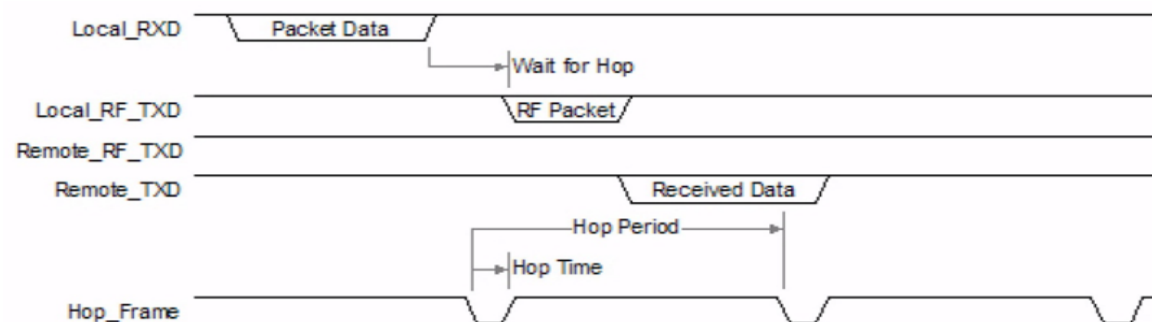 Local_RXD Packet Data
Wait for Hop
Local_RF_TXD RF Packet
Remote_RF_TXD
Remote_TXD Received Data
Hop Period
Hop Time
Hop_Frame